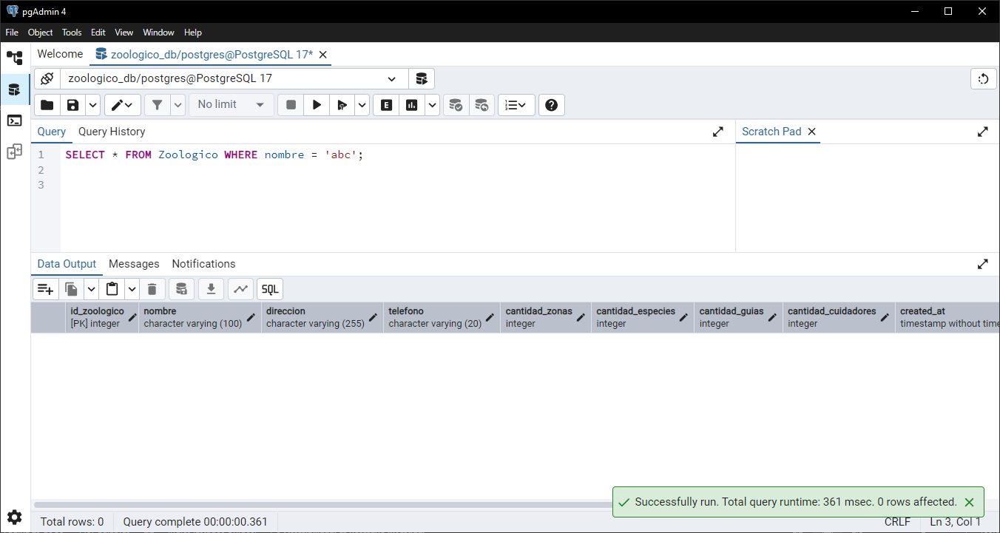 pgAdmin 4
File Object Tools Edit View Window Help
Welcome zoologico_db/postgres@PostgreSQL 17*
zoologico_db/postgres@PostgreSQL 17
No limit E
Query Query History Scratch Pad
1 SELECT * FROM Zoologico WHERE nombre = 'abc';
2
3
Data Output Messages Notifications
SQL
id_zoologico nombre direccion telefono cantidad_zonas cantidad_especies cantidad_guias cantidad_cuidadores created_at
[PK] integer character varying (100) character varying (255) character varying (20) integer integer integer integer timestamp without time
Successfully run. Total query runtime: 361 msec. 0 rows affected.
Total rows: 0 Query complete 00:00:00.361 CRLF Ln 3, Col 1